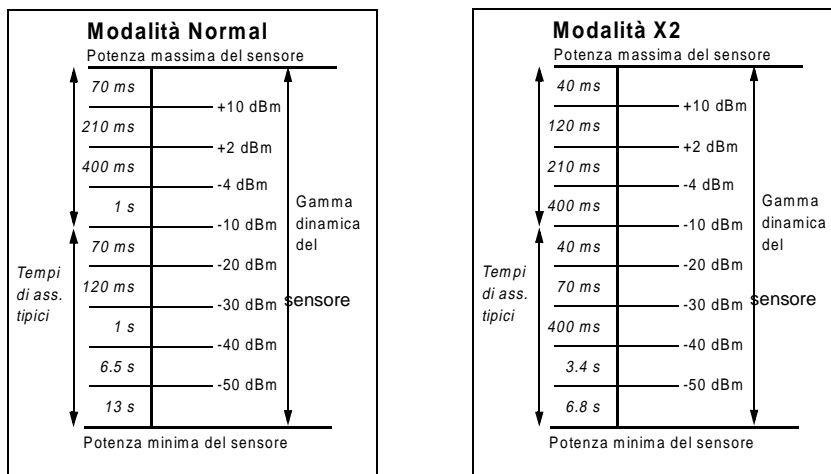 Modalità Normal
Potenza massima del sensore
70 ms
+10 dBm
210 ms
+2 dBm
400 ms
-4 dBm
1 s
-10 dBm
70 ms
-20 dBm
120 ms
-30 dBm
1 s
-40 dBm
6.5 s
-50 dBm
13 s
Tempi
di ass.
tipici
Gamma
dinamica
del
sensore
Potenza minima del sensore
Modalità X2
Potenza massima del sensore
40 ms
+10 dBm
120 ms
+2 dBm
210 ms
-4 dBm
400 ms
-10 dBm
40 ms
-20 dBm
70 ms
-30 dBm
400 ms
-40 dBm
3.4 s
-50 dBm
6.8 s
Tempi
di ass.
tipici
Gamma
dinamica
del
sensore
Potenza minima del sensore